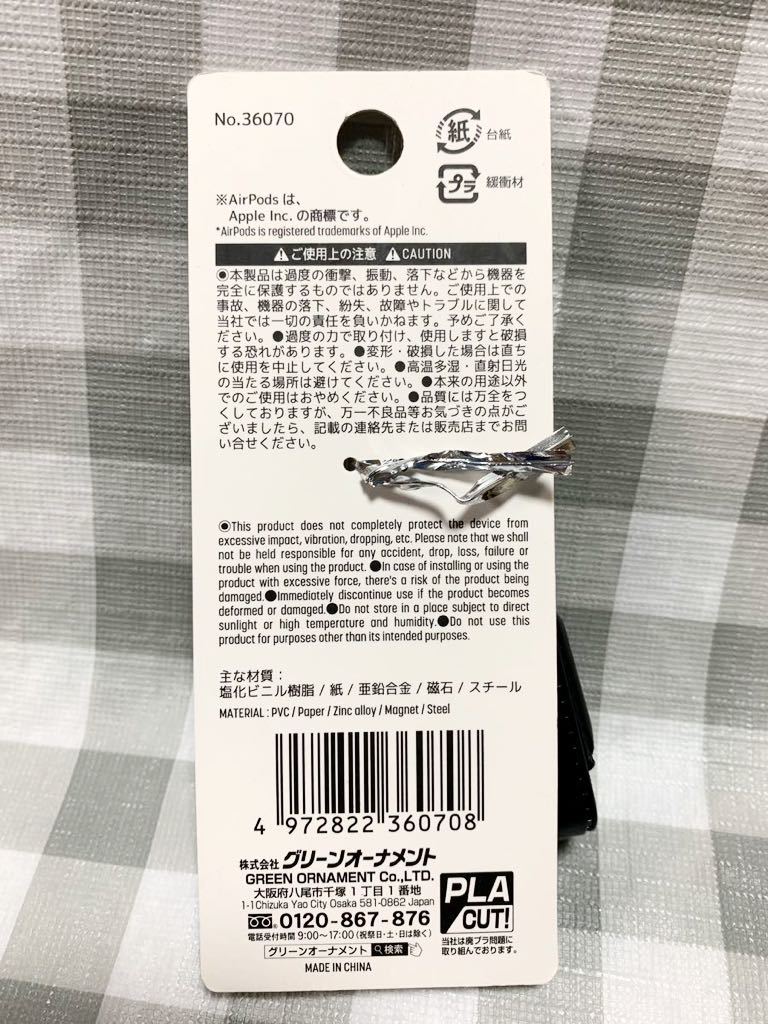 No.36070
紙 台紙
プラ 緩衝材
※AirPods は、
Apple Inc. の商標です。
*AirPods is registered trademarks of Apple Inc.
ご使用上の注意 CAUTION
◉本製品は過度の衝撃、振動、落下などから機器を
完全に保護するものではありません。ご使用上での
事故、機器の落下、紛失、故障やトラブルに関して
当社では一切の責任を負いかねます。予めご了承く
ださい。●過度の力で取り付け、使用しますと破損
する恐れがあります。●変形・破損した場合は直ち
に使用を中止してください。●高温多湿・直射日光
の当たる場所は避けてください。●本来の用途以外
でのご使用はおやめください。●品質には万全をつ
くしておりますが、万一不良品等お気づきの点がご
ざいましたら、記載の連絡先または販売店までお問
い合せください。
◉This product does not completely protect the device from
excessive impact, vibration, dropping, etc. Please note that we shall
not be held responsible for any accident, drop, loss, failure or
trouble when using the product. ●In case of installing or using the
product with excessive force, there's a risk of the product being
damaged.●Immediately discontinue use if the product becomes
deformed or damaged.●Do not store in a place subject to direct
sunlight or high temperature and humidity.●Do not use this
product for purposes other than its intended purposes.
主な材質：
塩化ビニル樹脂 / 紙 / 亜鉛合金 / 磁石 / スチール
MATERIAL : PVC / Paper / Zinc alloy / Magnet / Steel
4 972822 360708
株式会社 グリーンオーナメント
GREEN ORNAMENT Co.,LTD.
大阪府八尾市千塚1丁目1番地
1-1Chizuka Yao City Osaka 581-0862 Japan
0120-867-876
電話受付時間 9:00～17:00 (祝祭日・土・日は除く)
グリーンオーナメント 検索
MADE IN CHINA
PLA
CUT!
当社は廃プラ問題に
取り組んでおります。